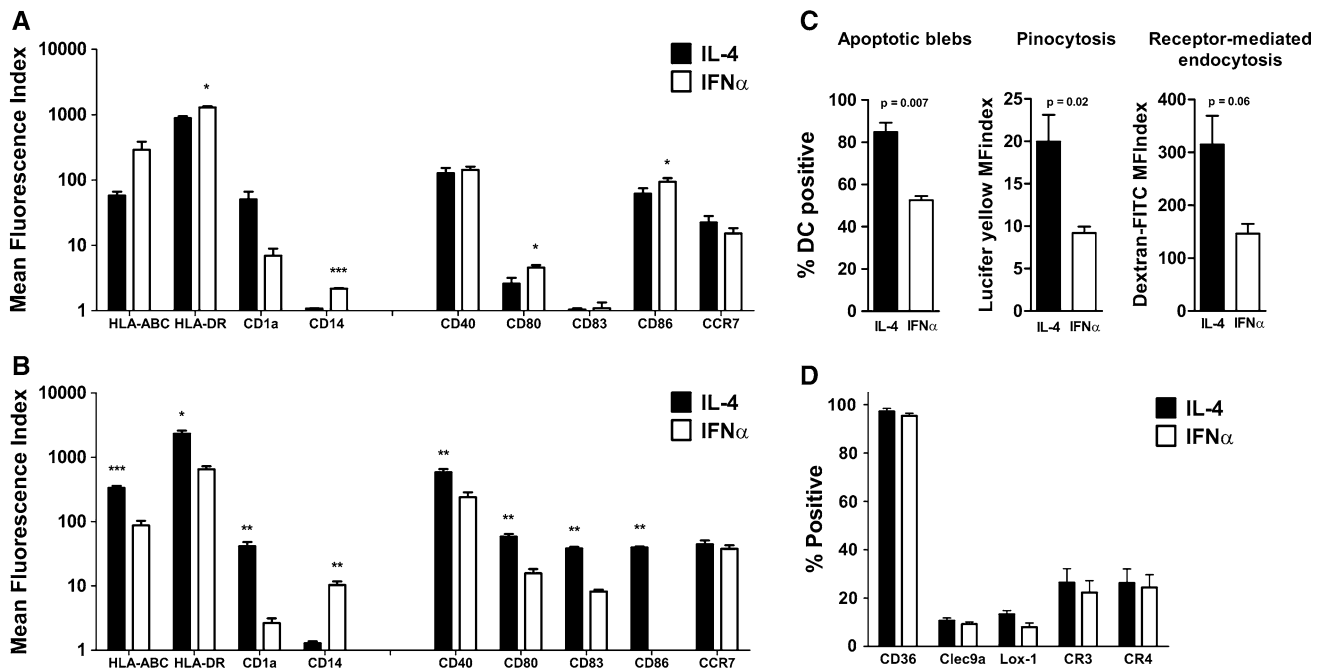 A
Mean Fluorescence Index
10000
1000
100
10
1
IL-4
IFNα
*
***
*
*
HLA-ABC HLA-DR CD1a CD14 CD40 CD80 CD83 CD86 CCR7
B
Mean Fluorescence Index
10000
1000
100
10
1
IL-4
IFNα
***
*
**
**
**
**
**
**
HLA-ABC HLA-DR CD1a CD14 CD40 CD80 CD83 CD86 CCR7
C
Apoptotic blebs
% DC positive
100
80
60
40
20
0
p = 0.007
IL-4 IFNα
Pinocytosis
Lucifer yellow MFindex
25
20
15
10
5
0
p = 0.02
IL-4 IFNα
Receptor-mediated
endocytosis
Dextran-FITC MFIndex
400
300
200
100
0
p = 0.06
IL-4 IFNα
D
% Positive
100
80
60
40
20
0
IL-4
IFNα
CD36 Clec9a Lox-1 CR3 CR4